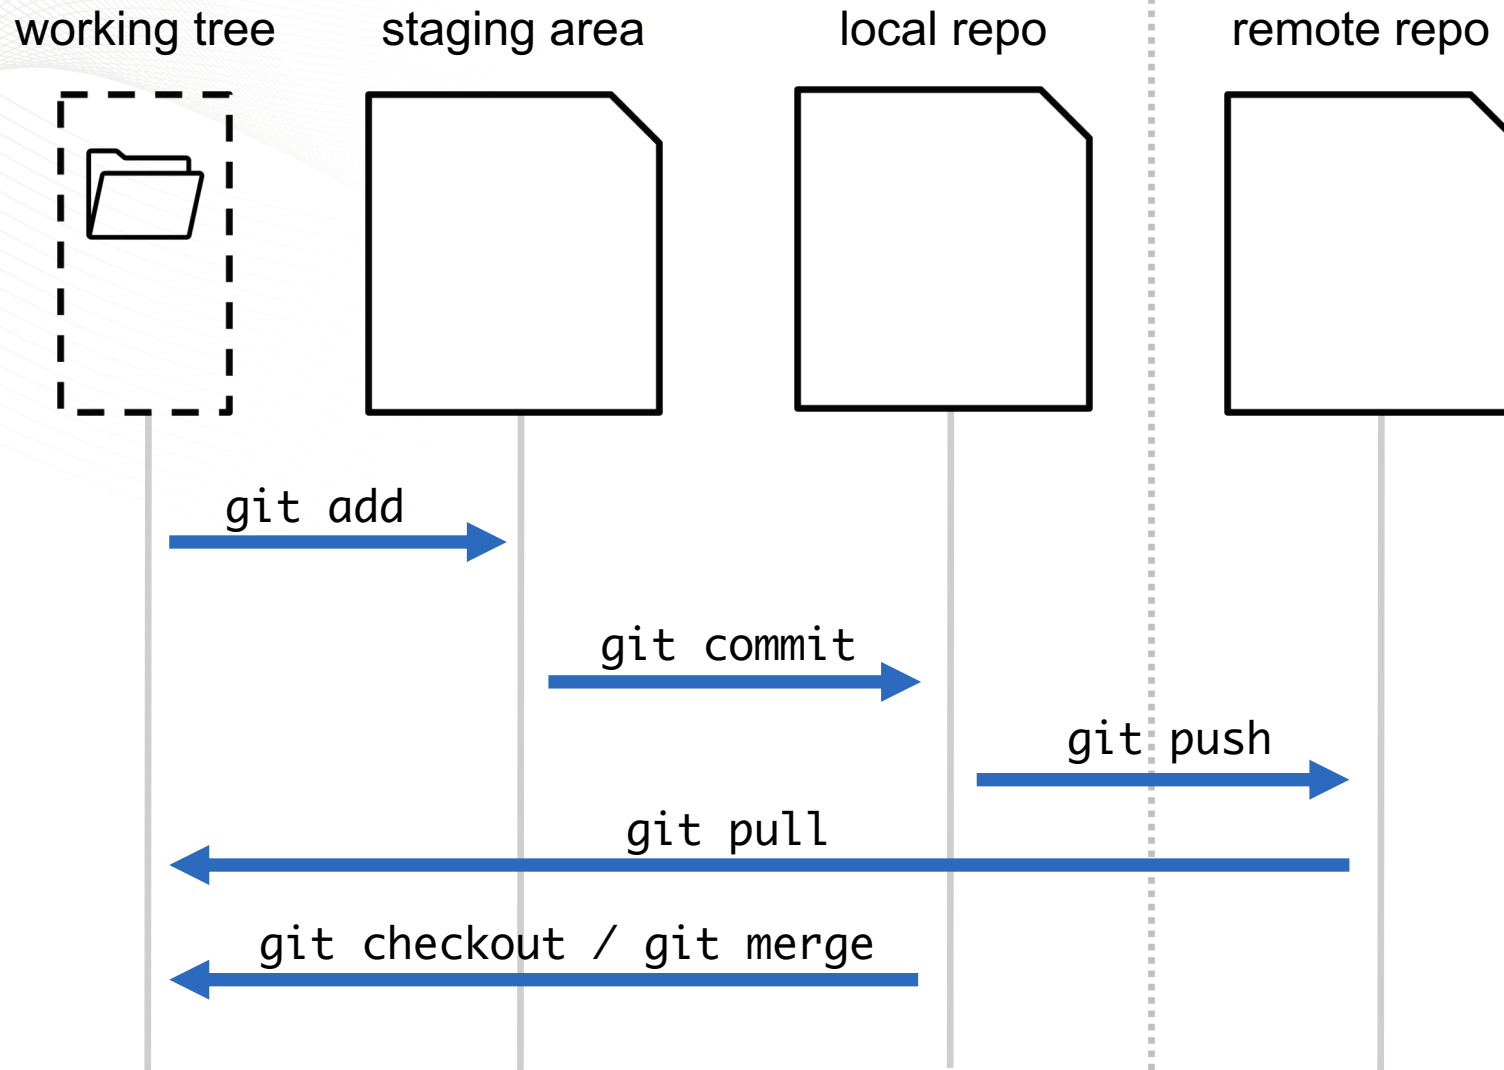 working tree
staging area
local repo
remote repo
git add
git commit
git push
git pull
git checkout / git merge